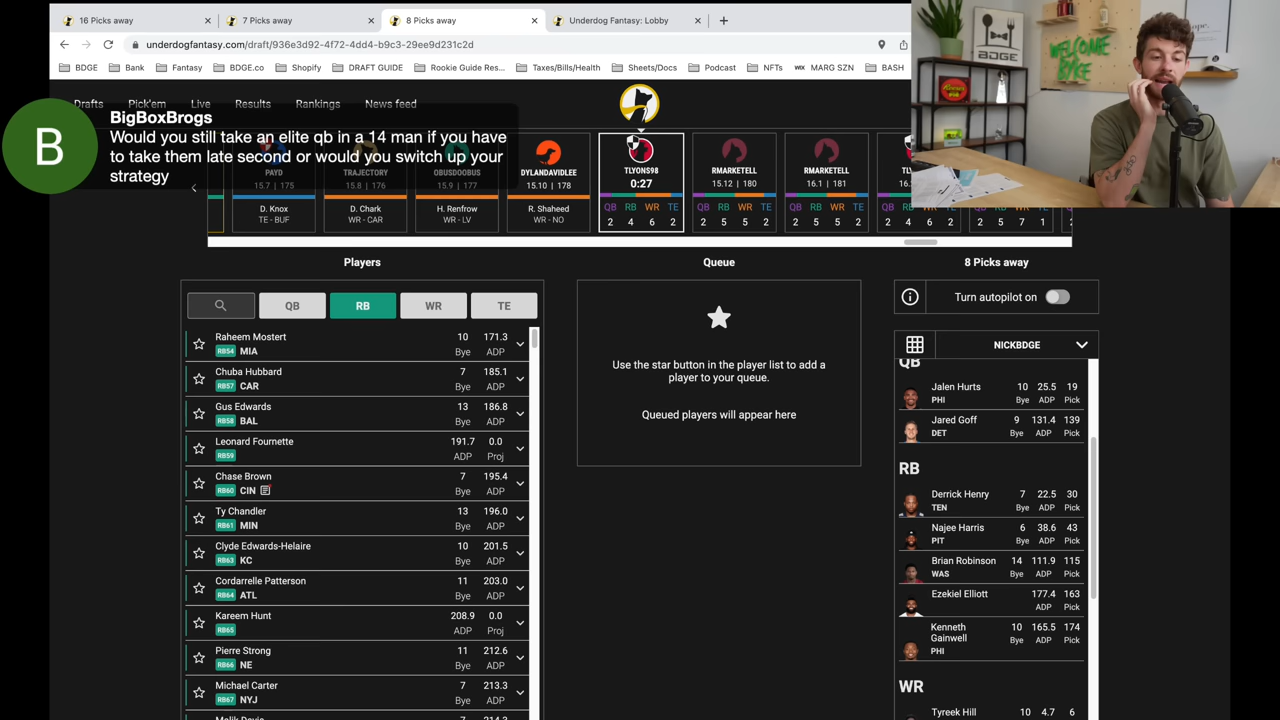 16 Picks away
7 Picks away
8 Picks away
Underdog Fantasy: Lobby
underdogfantasy.com/draft/936e3d92-4f72-4dd4-b9c3-29ee9d231c2d
BDGE
Bank
Fantasy
BDGE.co
Shopify
DRAFT GUIDE
Rookie Guide Res...
Taxes/Bills/Health
Sheets/Docs
Podcast
NFTs
WIX MARG SZN
BASH
BDGE
WELCOME
BYGE
Drafts
Pick'em
Live
Results
Rankings
News feed
B
BigBoxBrogs
Would you still take an elite qb in a 14 man if you have
to take them late second or would you switch up your
strategy
PAYD
15.7 | 175
D. Knox
TE - BUF
TRAJECTORY
15.8 | 176
D. Chark
WR - CAR
OBUSDOOBUS
15.9 | 177
H. Renfrow
WR - LV
DYLANDAVIDLEE
15.10 | 178
R. Shaheed
WR - NO
TLYONS98
0:27
QB RB WR TE
2 4 6 2
RMARKETELL
15.12 | 180
QB RB WR TE
2 5 5 2
RMARKETELL
16.1 | 181
QB RB WR TE
2 5 5 2
TL
16.
QB RB WR TE
2 4 6 2
QB RB WR TE
2 5 7 1
Players
Queue
8 Picks away
QB
RB
WR
TE
Raheem Mostert 10 171.3
RB54 MIA Bye ADP
Chuba Hubbard 7 185.1
RB57 CAR Bye ADP
Gus Edwards 13 186.8
RB58 BAL Bye ADP
Leonard Fournette 191.7 0.0
RB59 ADP Proj
Chase Brown 7 195.4
RB60 CIN Bye ADP
Ty Chandler 13 196.0
RB61 MIN Bye ADP
Clyde Edwards-Helaire 10 201.5
RB63 KC Bye ADP
Cordarrelle Patterson 11 203.0
RB64 ATL Bye ADP
Kareem Hunt 208.9 0.0
RB65 ADP Proj
Pierre Strong 11 212.6
RB66 NE Bye ADP
Michael Carter 7 213.3
RB67 NYJ Bye ADP
Use the star button in the player list to add a
player to your queue.
Queued players will appear here
Turn autopilot on
NICKBDGE
QB
Jalen Hurts 10 25.5 19
PHI Bye ADP Pick
Jared Goff 9 131.4 139
DET Bye ADP Pick
RB
Derrick Henry 7 22.5 30
TEN Bye ADP Pick
Najee Harris 6 38.6 43
PIT Bye ADP Pick
Brian Robinson 14 111.9 115
WAS Bye ADP Pick
Ezekiel Elliott 177.4 163
ADP Pick
Kenneth Gainwell 10 165.5 174
PHI Bye ADP Pick
WR
Tyreek Hill 10 4.7 6